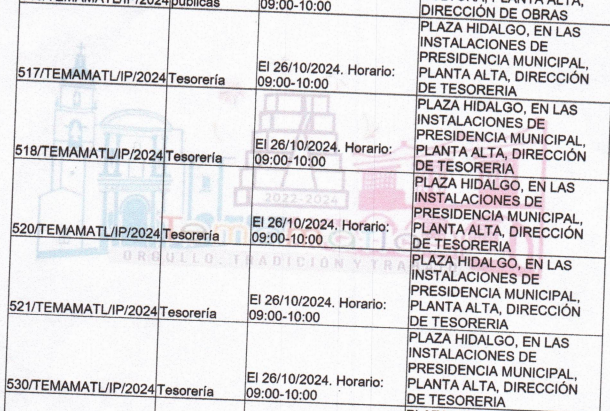 /TEMAMATL/IP/2024 públicas 09:00-10:00 PLANTA ALTA,
DIRECCIÓN DE OBRAS
517/TEMAMATL/IP/2024 Tesorería
El 26/10/2024. Horario:
09:00-10:00
PLAZA HIDALGO, EN LAS
INSTALACIONES DE
PRESIDENCIA MUNICIPAL,
PLANTA ALTA, DIRECCIÓN
DE TESORERIA
518/TEMAMATL/IP/2024 Tesorería
El 26/10/2024. Horario:
09:00-10:00
PLAZA HIDALGO, EN LAS
INSTALACIONES DE
PRESIDENCIA MUNICIPAL,
PLANTA ALTA, DIRECCIÓN
DE TESORERIA
2022-2024
520/TEMAMATL/IP/2024 Tesorería
El 26/10/2024. Horario:
09:00-10:00
PLAZA HIDALGO, EN LAS
INSTALACIONES DE
PRESIDENCIA MUNICIPAL,
PLANTA ALTA, DIRECCIÓN
DE TESORERIA
ORGULLO, TRADICIÓN Y
521/TEMAMATL/IP/2024 Tesorería
El 26/10/2024. Horario:
09:00-10:00
PLAZA HIDALGO, EN LAS
INSTALACIONES DE
PRESIDENCIA MUNICIPAL,
PLANTA ALTA, DIRECCIÓN
DE TESORERIA
530/TEMAMATL/IP/2024 Tesorería
El 26/10/2024. Horario:
09:00-10:00
PLAZA HIDALGO, EN LAS
INSTALACIONES DE
PRESIDENCIA MUNICIPAL,
PLANTA ALTA, DIRECCIÓN
DE TESORERIA